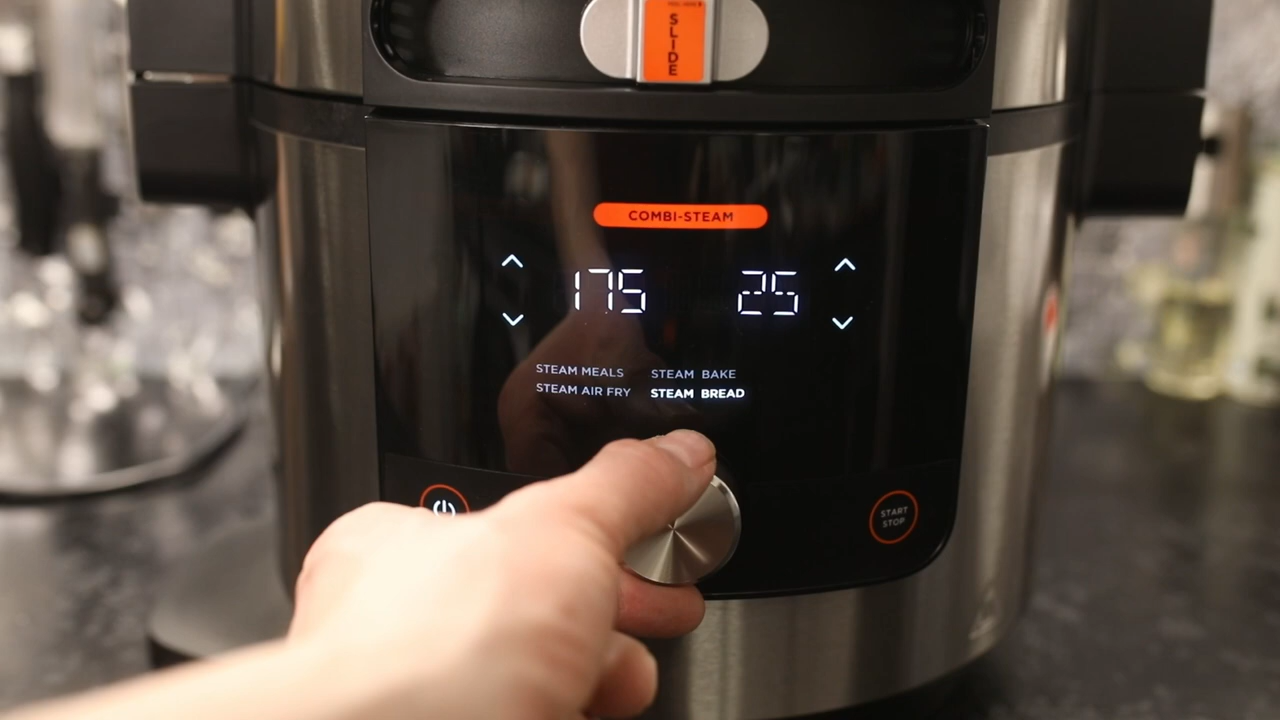 SLIDE
COMBI-STEAM
175 25
STEAM MEALS STEAM BAKE
STEAM AIR FRY STEAM BREAD
START
STOP